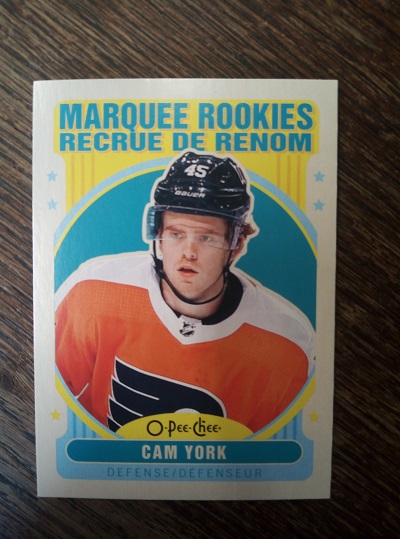 MARQUEE ROOKIES
RECRUE DE RENOM
45
BAUER
O-Pee-Chee
CAM YORK
DEFENSE/DÉFENSEUR